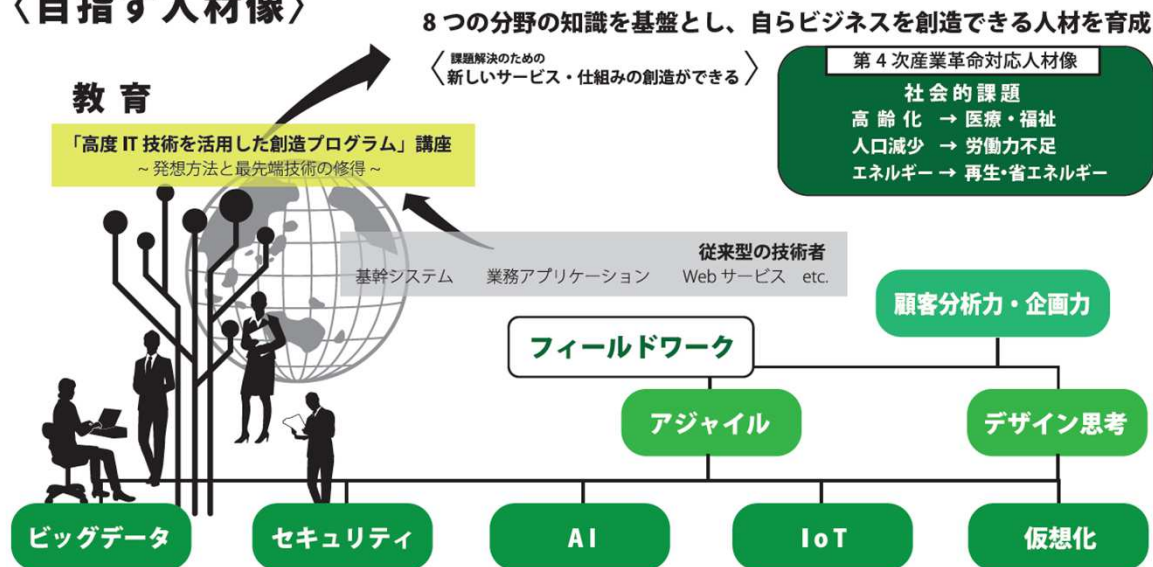 〈目指す人材像〉
8つの分野の知識を基盤とし、自らビジネスを創造できる人材を育成
課題解決のための
〈新しいサービス・仕組みの創造ができる〉
第4次産業革命対応人材像
社会的課題
高齢化 → 医療・福祉
人口減少 → 労働力不足
エネルギー → 再生・省エネルギー
教育
「高度IT技術を活用した創造プログラム」講座
~ 発想方法と最先端技術の修得 ~
従来型の技術者
基幹システム 業務アプリケーション Webサービス etc.
顧客分析力・企画力
フィールドワーク
アジャイル
デザイン思考
ビッグデータ
セキュリティ
AI
IoT
仮想化